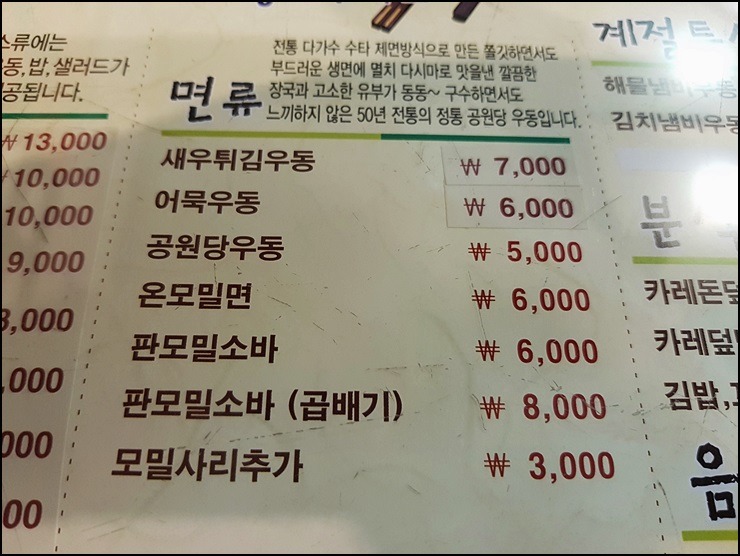 스류에는
동,밥,샐러드가
공됩니다.
₩ 13,000
10,000
10,000
9,000
,000
,000
000
00
면류
전통 다가수 수타 제면방식으로 만든 쫄깃하면서도
부드러운 생면에 멸치 다시마로 맛을낸 깔끔한
장국과 고소한 유부가 동동~ 구수하면서도
느끼하지 않은 50년 전통의 정통 공원당 우동입니다.
새우튀김우동 ₩ 7,000
어묵우동 ₩ 6,000
공원당우동 ₩ 5,000
온모밀면 ₩ 6,000
판모밀소바 ₩ 6,000
판모밀소바 (곱배기) ₩ 8,000
모밀사리추가 ₩ 3,000
계절
해물냄비우동
김치냄비우동
분
카레돈덮
카레덮
김밥,
음